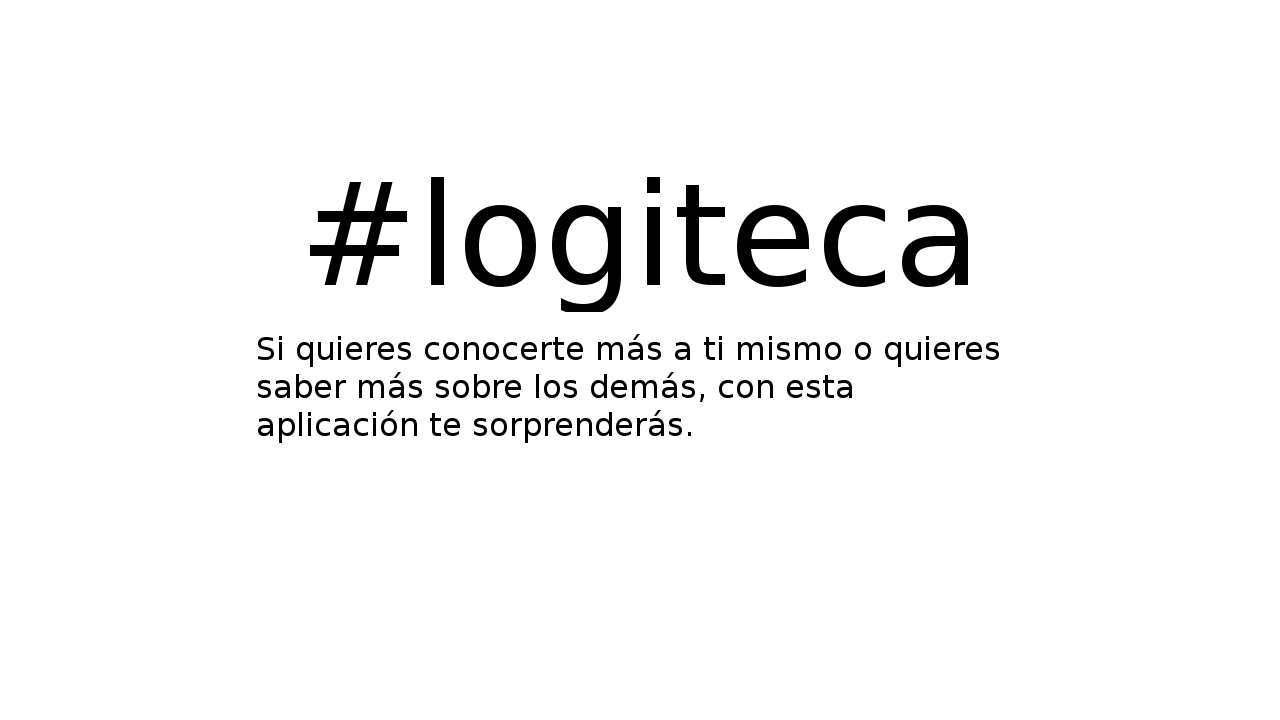 #logiteca
Si quieres conocerte más a ti mismo o quieres
saber más sobre los demás, con esta
aplicación te sorprenderás.